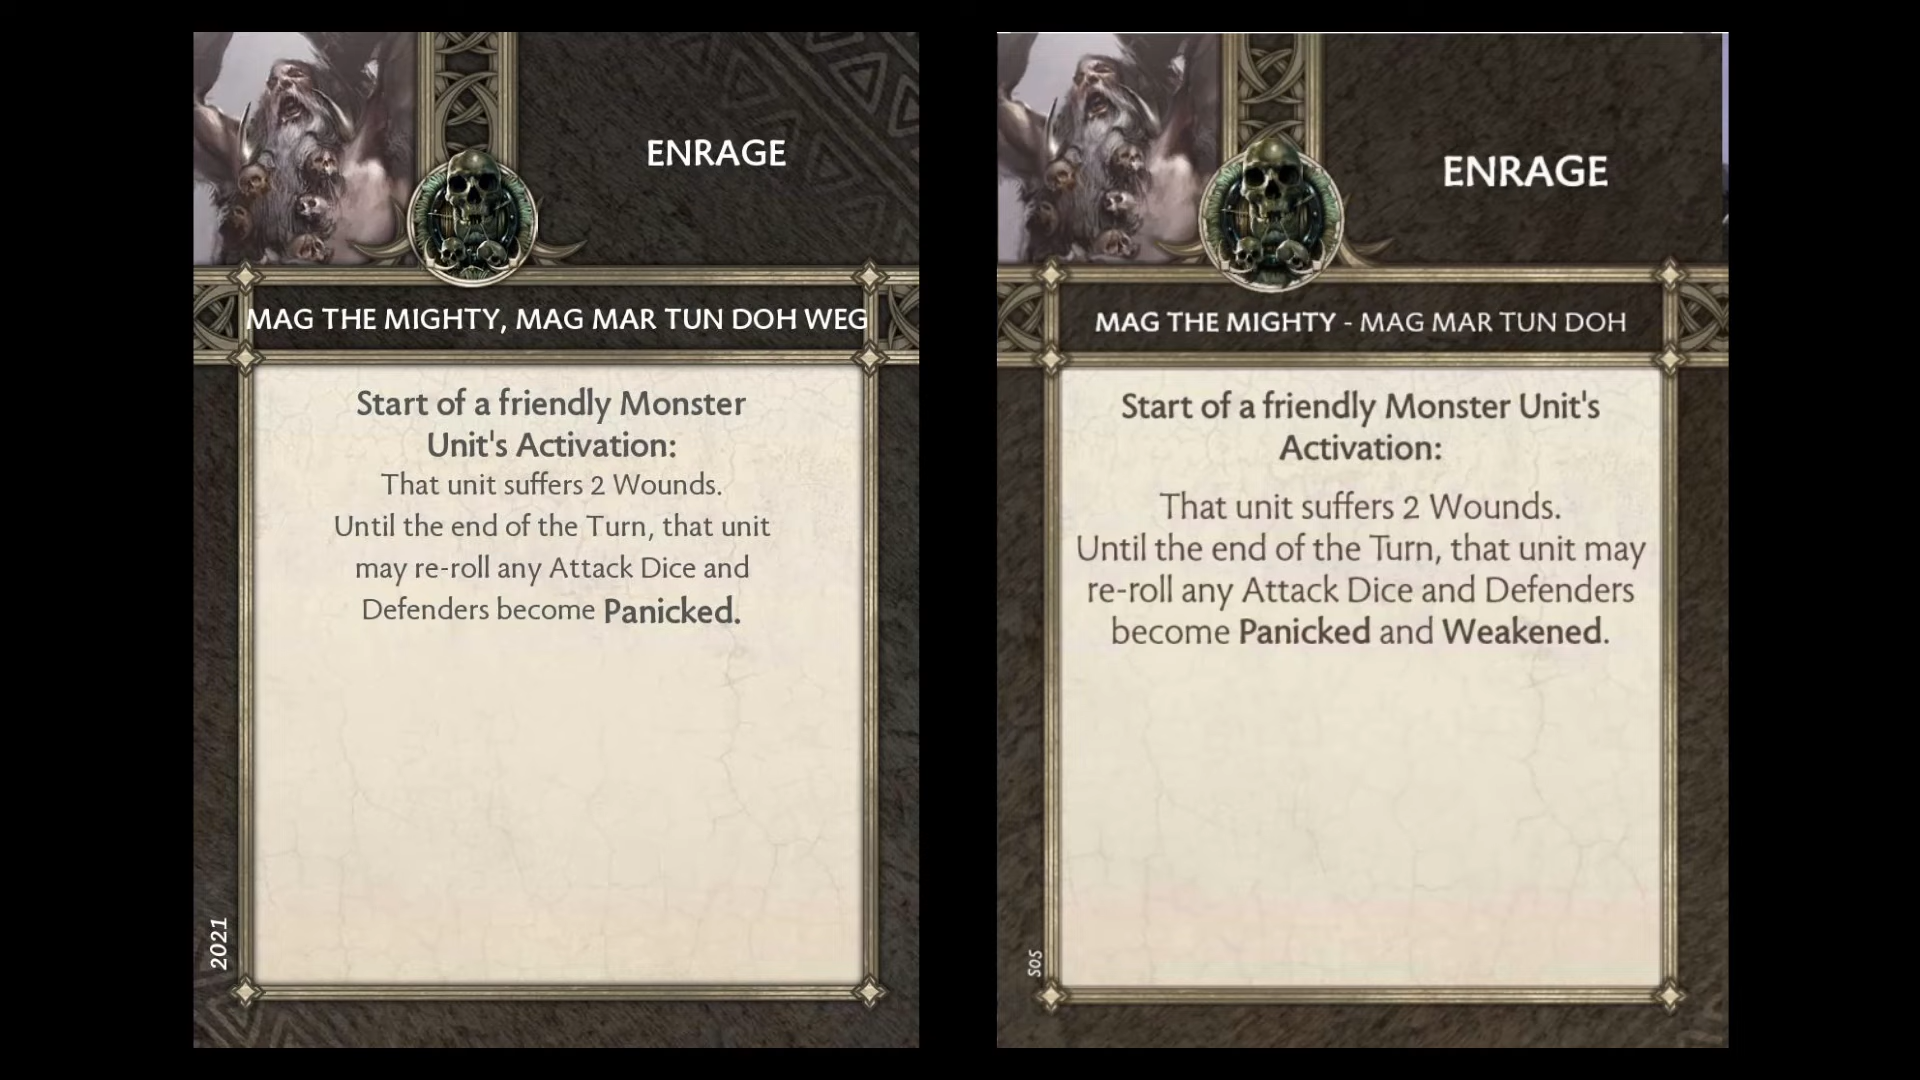 ENRAGE
MAG THE MIGHTY, MAG MAR TUN DOH WEG
Start of a friendly Monster
Unit's Activation:
That unit suffers 2 Wounds.
Until the end of the Turn, that unit
may re-roll any Attack Dice and
Defenders become Panicked.
2021
ENRAGE
MAG THE MIGHTY - MAG MAR TUN DOH
Start of a friendly Monster Unit's
Activation:
That unit suffers 2 Wounds.
Until the end of the Turn, that unit may
re-roll any Attack Dice and Defenders
become Panicked and Weakened.
S05